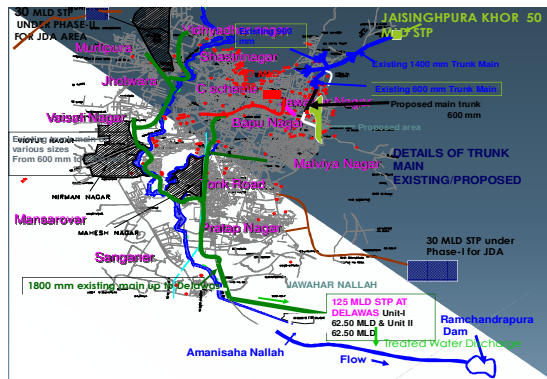 30 MLD STP
UNDER PHASE-II
FOR JDA AREA
JAISINGHPURA KHOR 50
MLD STP
Existing 900
mm
Murlipura
Shastrinagar
Existing 1400 mm Trunk Main
Jhotwara
C scheme
Existing 600 mm Trunk Main
Proposed main trunk
600 mm
Vaisali Nagar
Bapu Nagar
Proposed area
Existing trunk main
various sizes
From 600 mm to
Malviya Nagar
DETAILS OF TRUNK
MAIN
EXISTING/PROPOSED
Tonk Road
NIRMAN NAGAR
Mansarovar
MAHESH NAGAR
Pratap Nagar
Sanganer
30 MLD STP under
Phase-I for JDA
1800 mm existing main up to Delawas
JAWAHAR NALLAH
125 MLD STP AT
DELAWAS Unit-I
62.50 MLD & Unit II
62.50 MLD
Ramchandrapura
Dam
Treated Water Discharge
Amanisaha Nallah
Flow